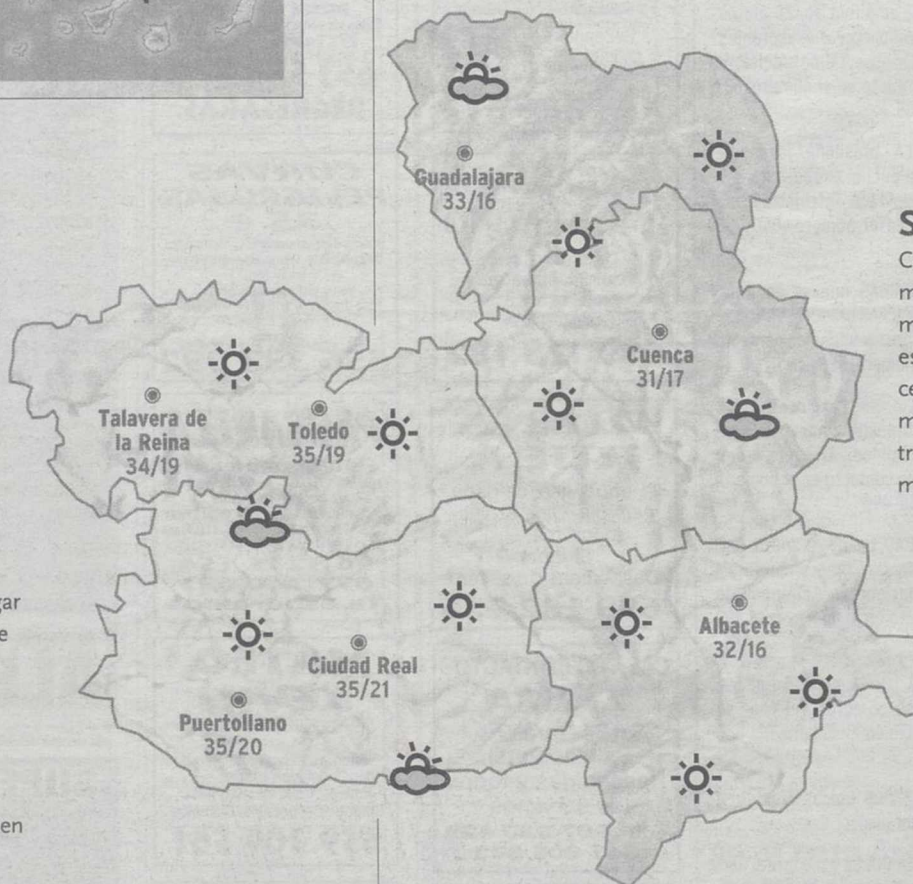 Guadalajara
33/16
Cuenca
31/17
Talavera de
la Reina
34/19
Toledo
35/19
Albacete
32/16
Ciudad Real
35/21
Puertollano
35/20
en